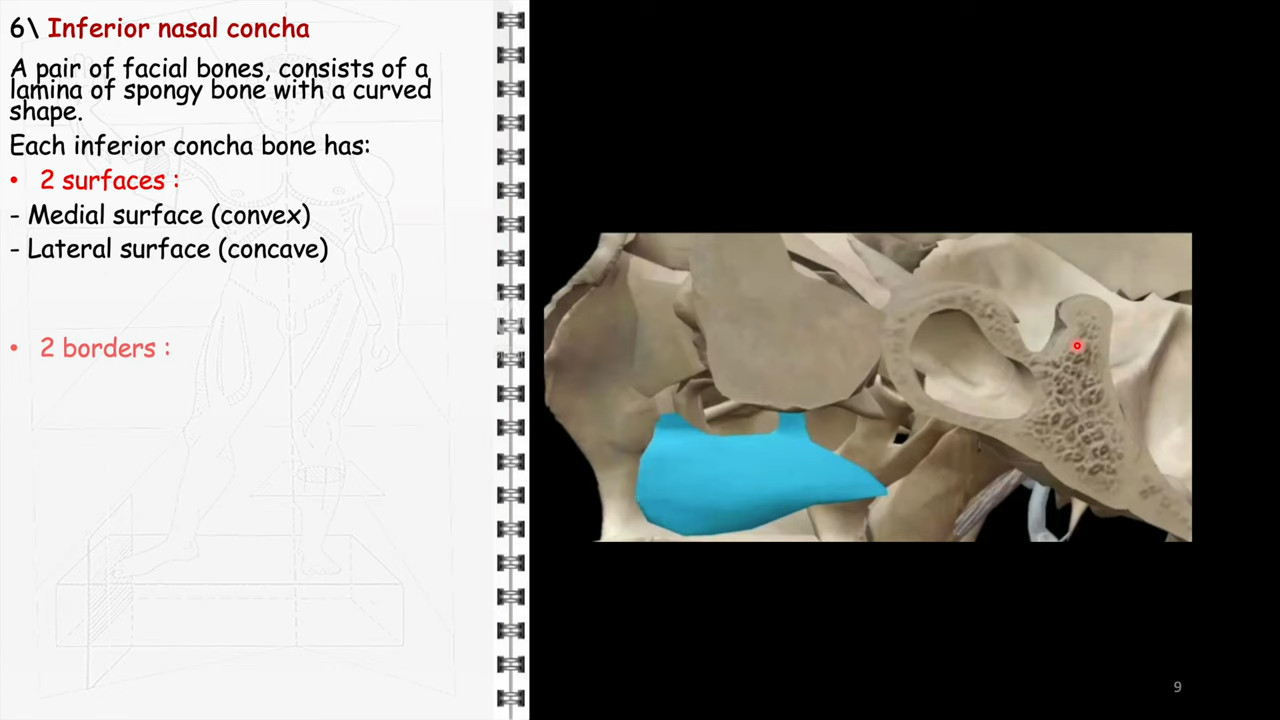 6\ Inferior nasal concha
A pair of facial bones, consists of a
lamina of spongy bone with a curved
shape.
Each inferior concha bone has:
• 2 surfaces :
- Medial surface (convex)
- Lateral surface (concave)
• 2 borders :
9